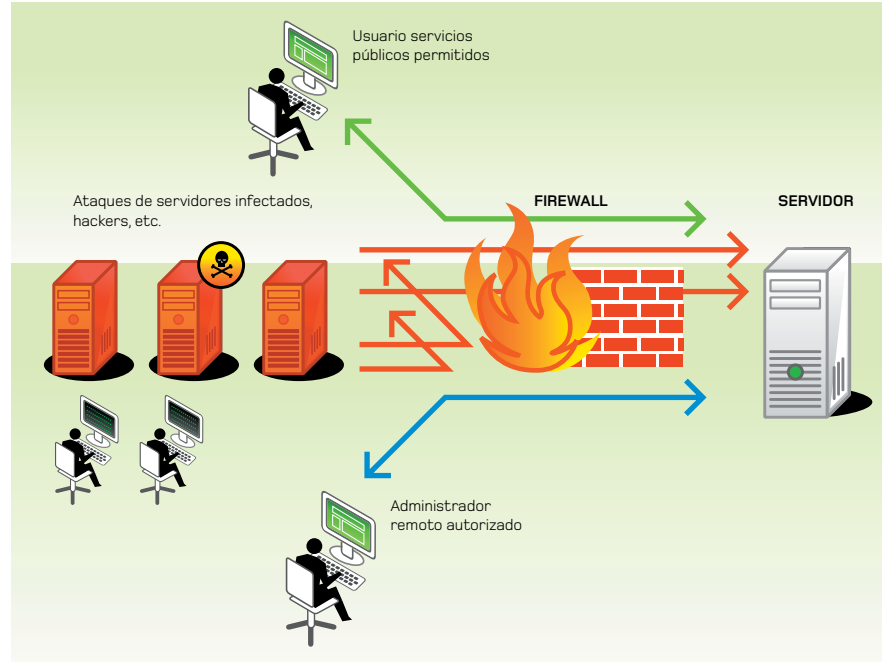 Usuario servicios
públicos permitidos
Ataques de servidores infectados,
hackers, etc.
FIREWALL
SERVIDOR
Administrador
remoto autorizado